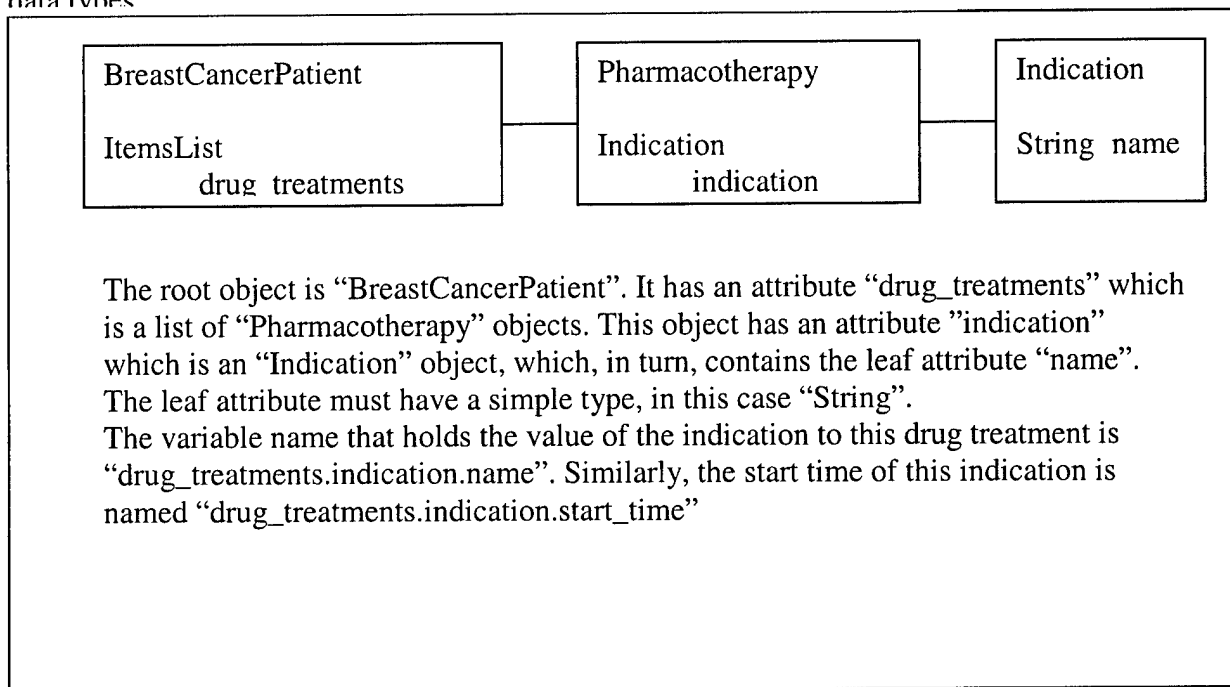 data types
BreastCancerPatient
ItemsList
drug_treatments
Pharmacotherapy
Indication
indication
Indication
String name
The root object is “BreastCancerPatient”. It has an attribute “drug_treatments” which
is a list of “Pharmacotherapy” objects. This object has an attribute ”indication”
which is an “Indication” object, which, in turn, contains the leaf attribute “name”.
The leaf attribute must have a simple type, in this case “String”.
The variable name that holds the value of the indication to this drug treatment is
“drug_treatments.indication.name”. Similarly, the start time of this indication is
named “drug_treatments.indication.start_time”